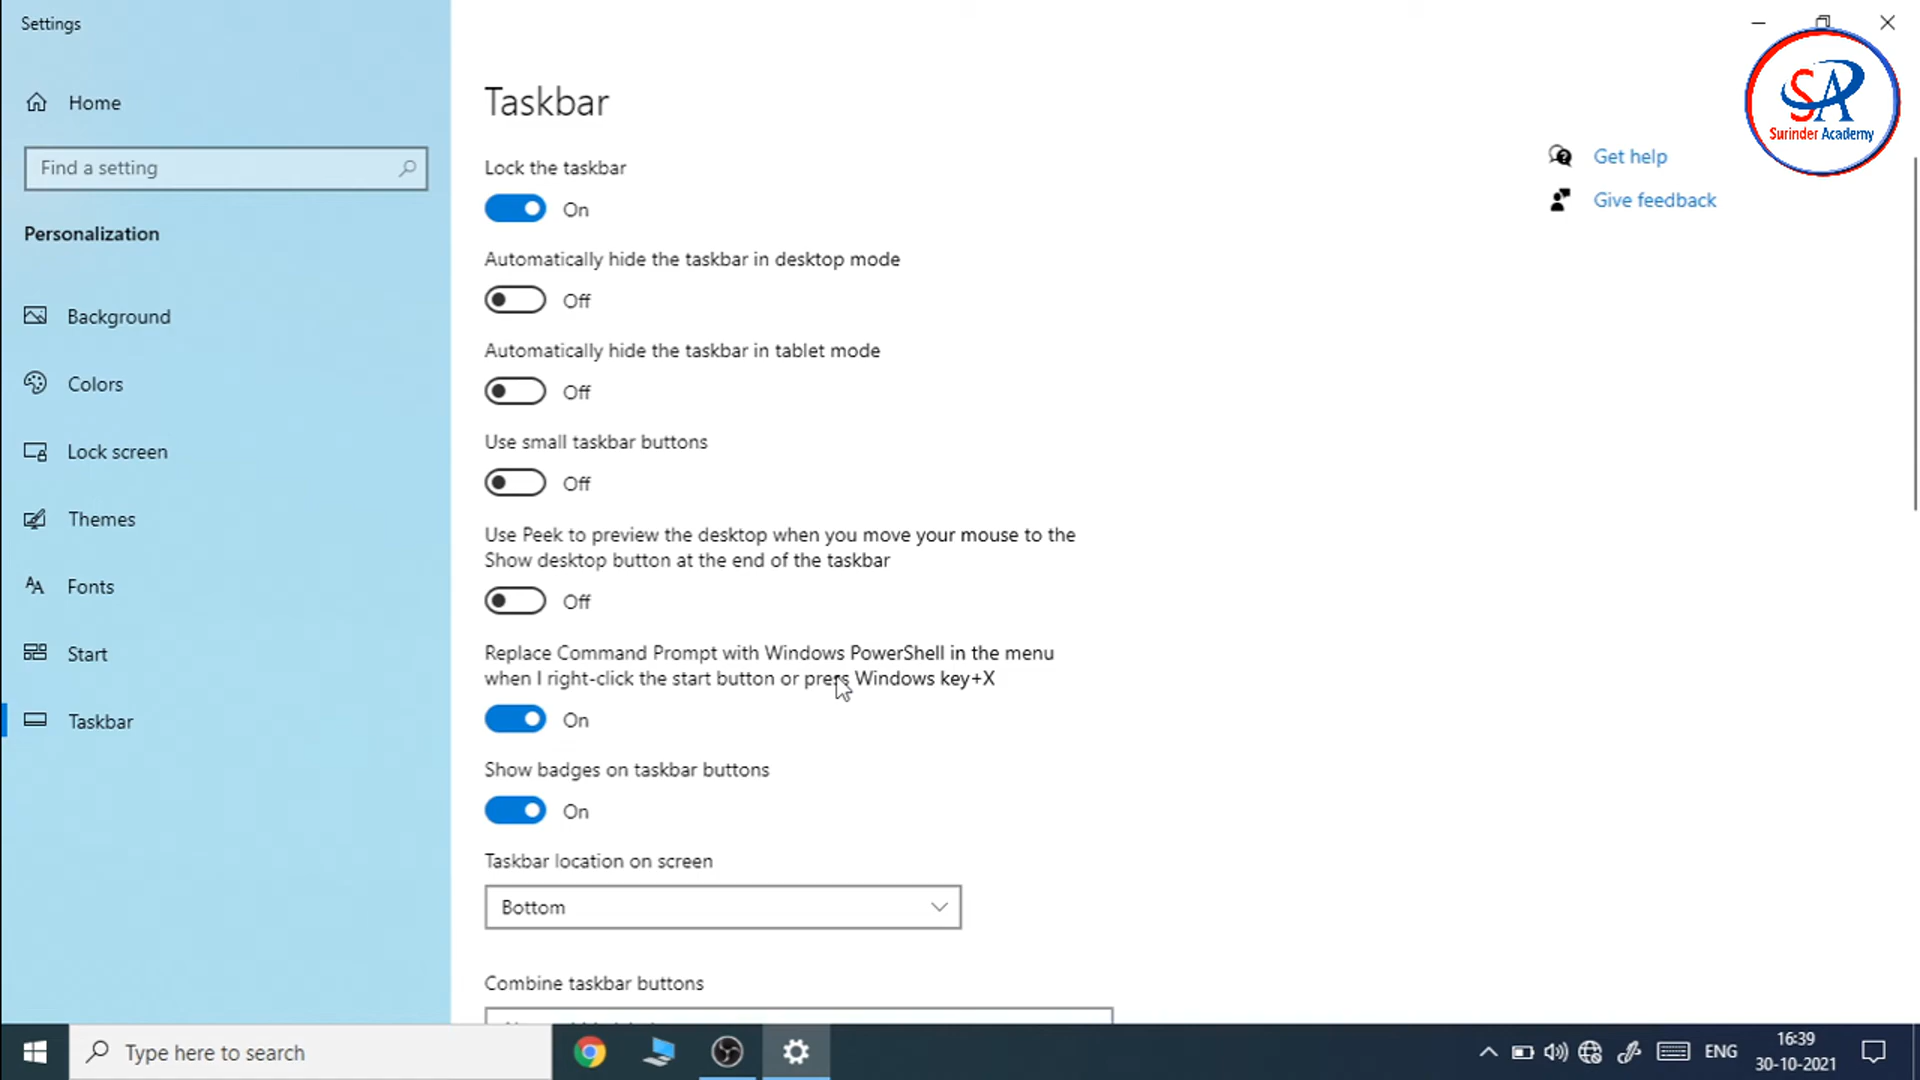 Settings
Home
Find a setting
Personalization
Background
Colors
Lock screen
Themes
Fonts
Start
Taskbar
Taskbar
Lock the taskbar
On
Automatically hide the taskbar in desktop mode
Off
Automatically hide the taskbar in tablet mode
Off
Use small taskbar buttons
Off
Use Peek to preview the desktop when you move your mouse to the
Show desktop button at the end of the taskbar
Off
Replace Command Prompt with Windows PowerShell in the menu
when I right-click the start button or press Windows key+X
On
Show badges on taskbar buttons
On
Taskbar location on screen
Bottom
Combine taskbar buttons
Get help
Give feedback
SA
Surinder Academy
Type here to search
ENG
16:39
30-10-2021